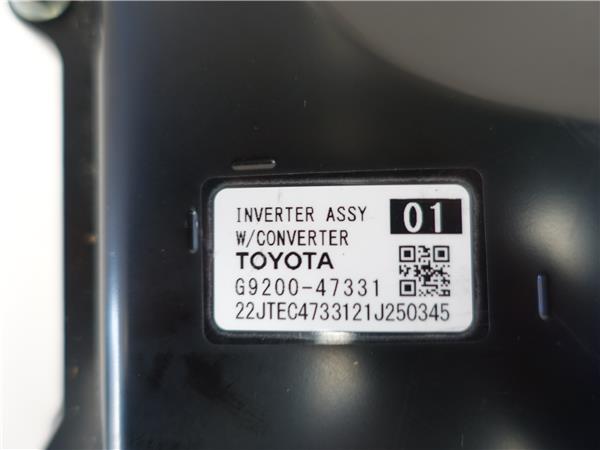 INVERTER ASSY 01
W/CONVERTER
TOYOTA
G9200-47331
22JTEC4733121J250345